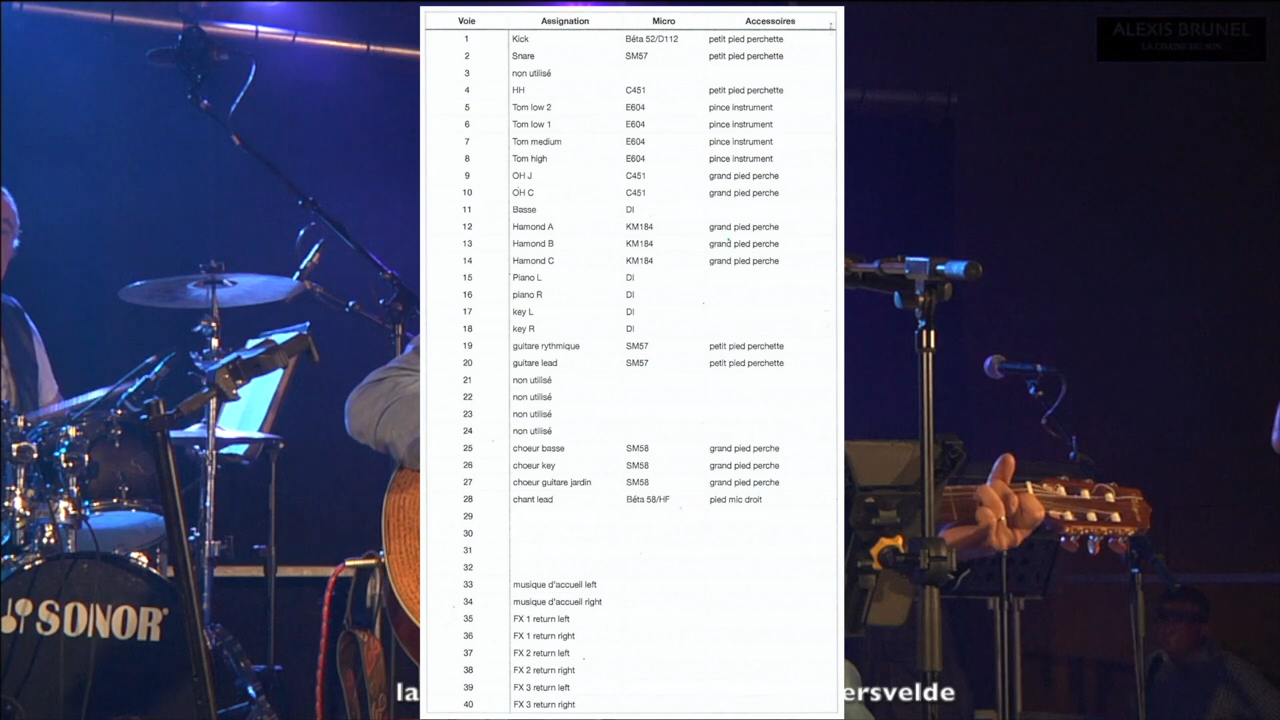 Voie Assignation Micro Accessoires
1 Kick Béta 52/D112 petit pied perchette
2 Snare SM57 petit pied perchette
3 non utilisé
4 HH C451 petit pied perchette
5 Tom low 2 E604 pince instrument
6 Tom low 1 E604 pince instrument
7 Tom medium E604 pince instrument
8 Tom high E604 pince instrument
9 OH J C451 grand pied perche
10 OH C C451 grand pied perche
11 Basse DI
12 Hamond A KM184 grand pied perche
13 Hamond B KM184 grand pied perche
14 Hamond C KM184 grand pied perche
15 Piano L DI
16 piano R DI
17 key L DI
18 key R DI
19 guitare rythmique SM57 petit pied perchette
20 guitare lead SM57 petit pied perchette
21 non utilisé
22 non utilisé
23 non utilisé
24 non utilisé
25 choeur basse SM58 grand pied perche
26 choeur key SM58 grand pied perche
27 choeur guitare jardin SM58 grand pied perche
28 chant lead Béta 58/HF pied mic droit
29
30
31
32
33 musique d'accueil left
34 musique d'accueil right
35 FX 1 return left
36 FX 1 return right
37 FX 2 return left
38 FX 2 return right
39 FX 3 return left
40 FX 3 return right
ALEXIS BRUNEL
LA CHAINE DU SON
SONOR
la ersvelde